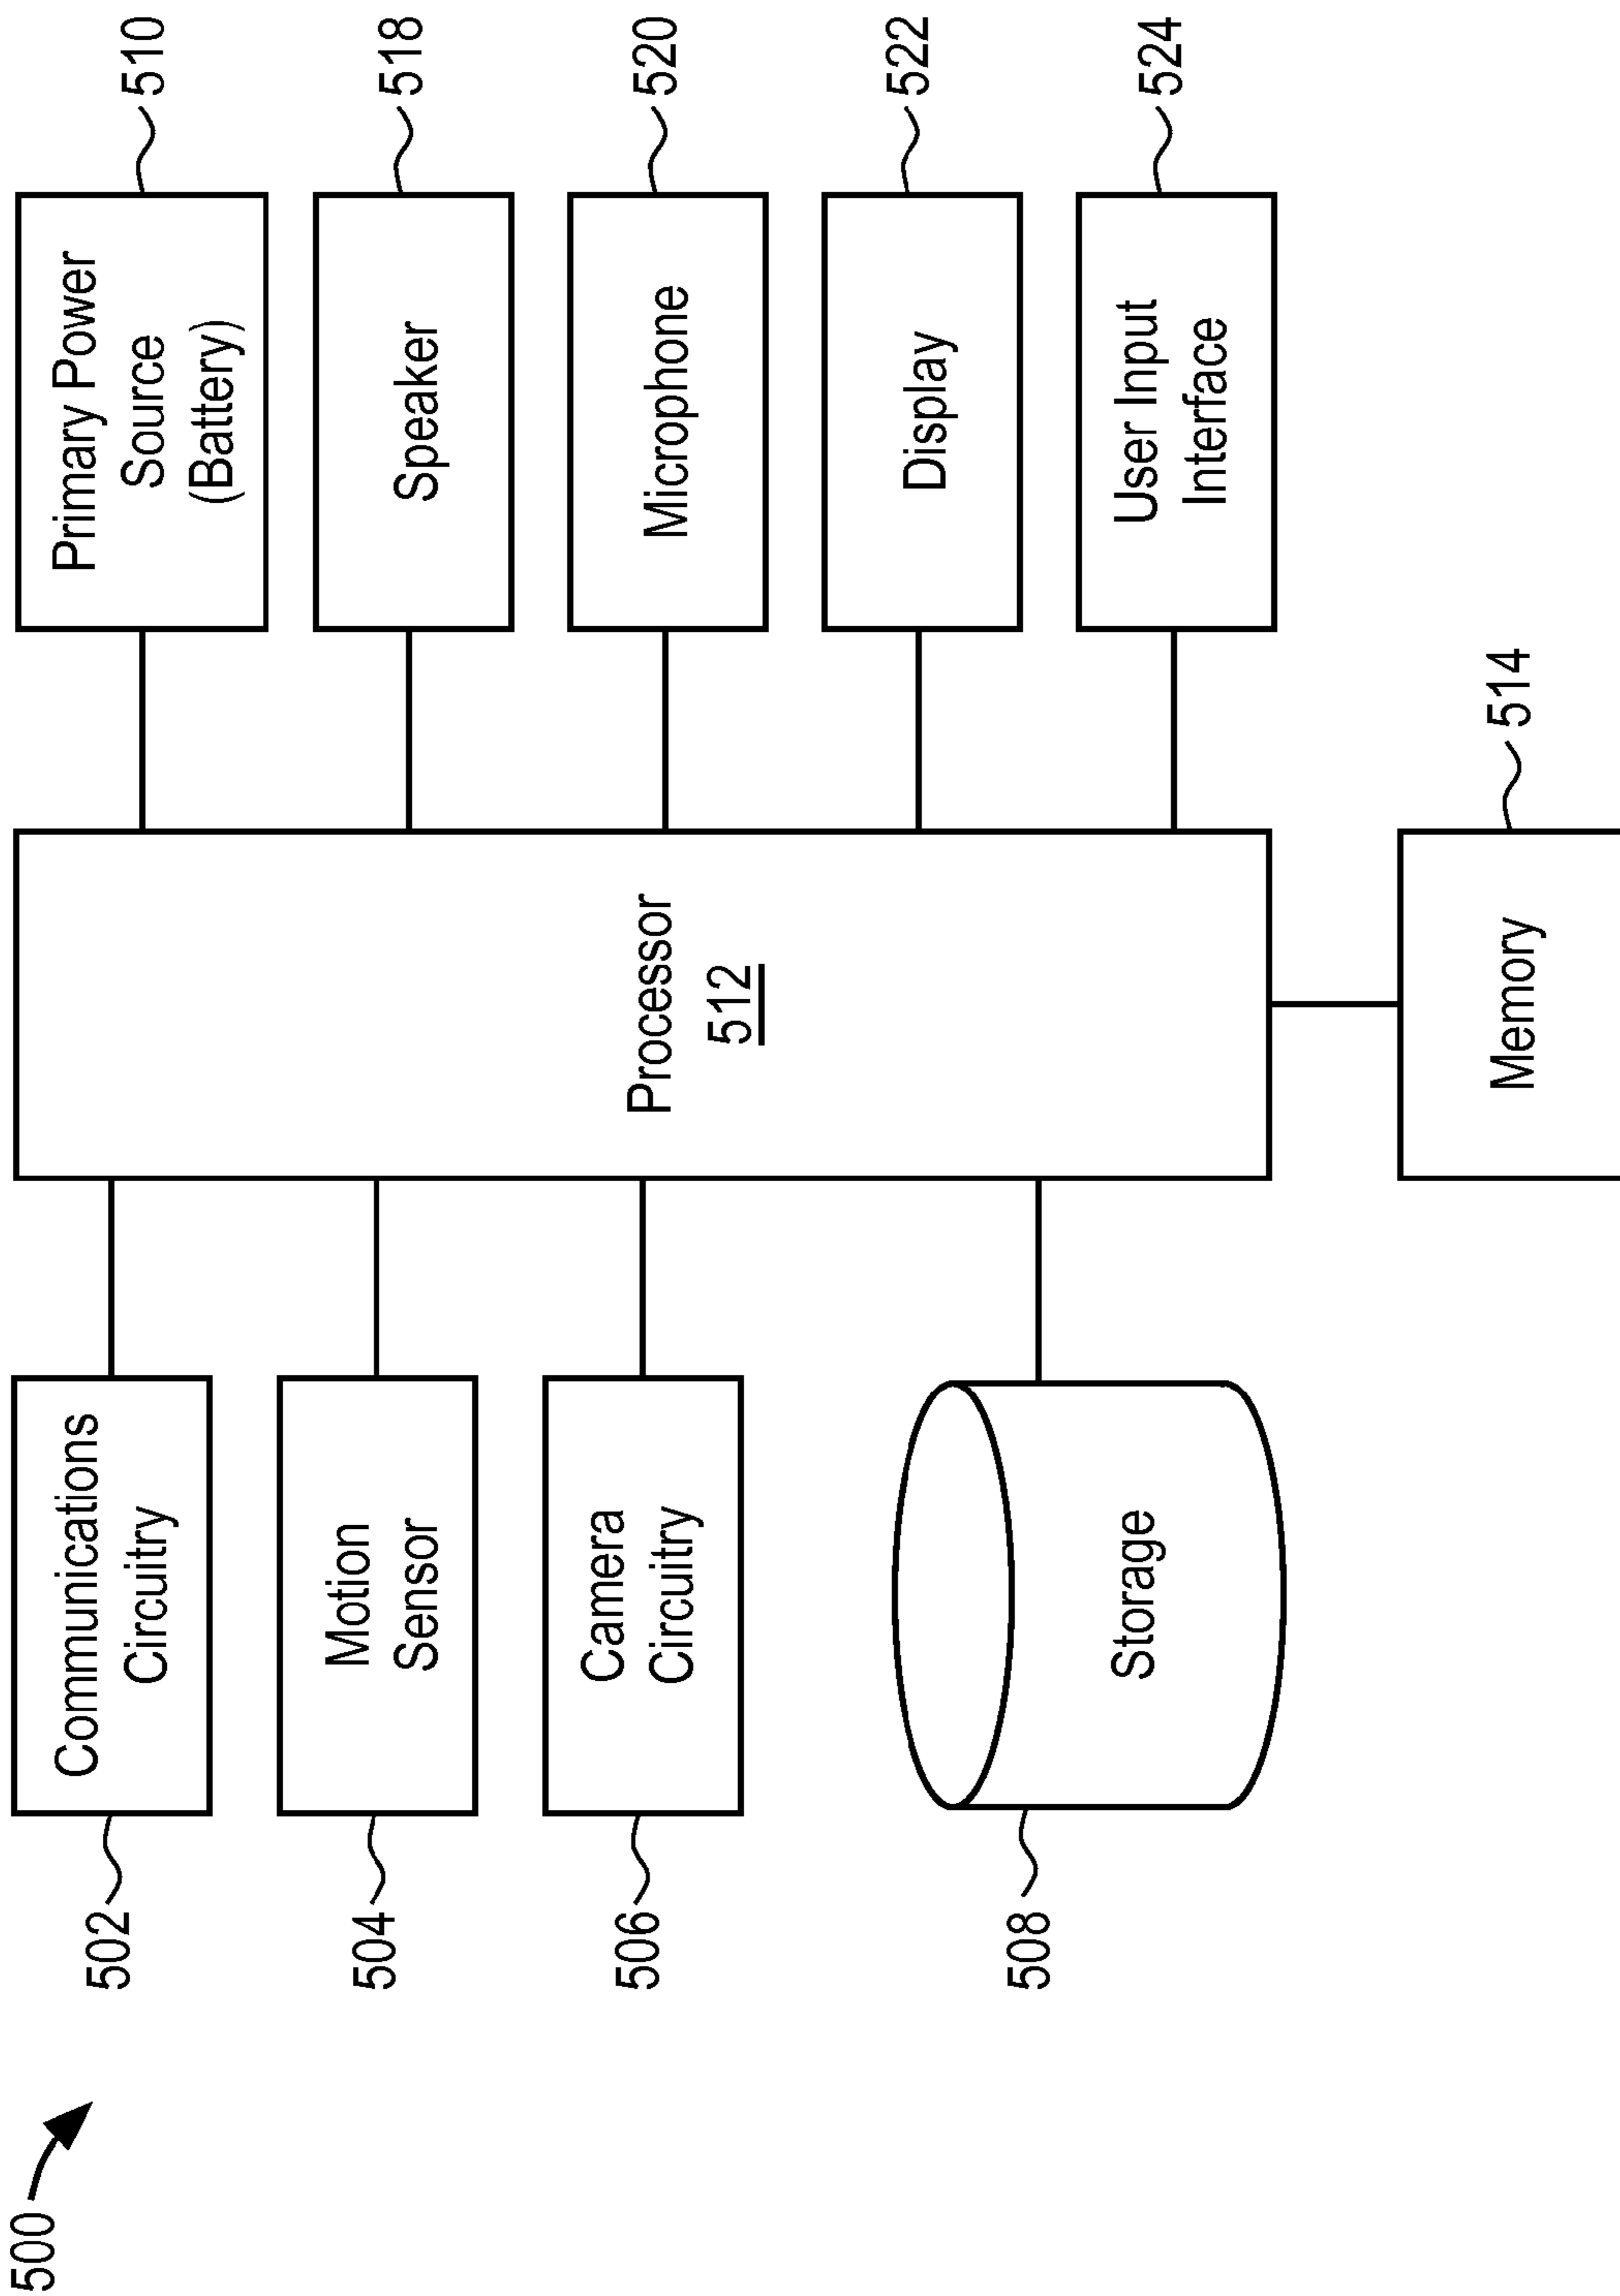 500
502
Communications
Circuitry
504
Motion
Sensor
506
Camera
Circuitry
508
Storage
Processor
512
Primary Power
Source
(Battery)
510
Speaker
518
Microphone
520
Display
522
User Input
Interface
524
Memory
514